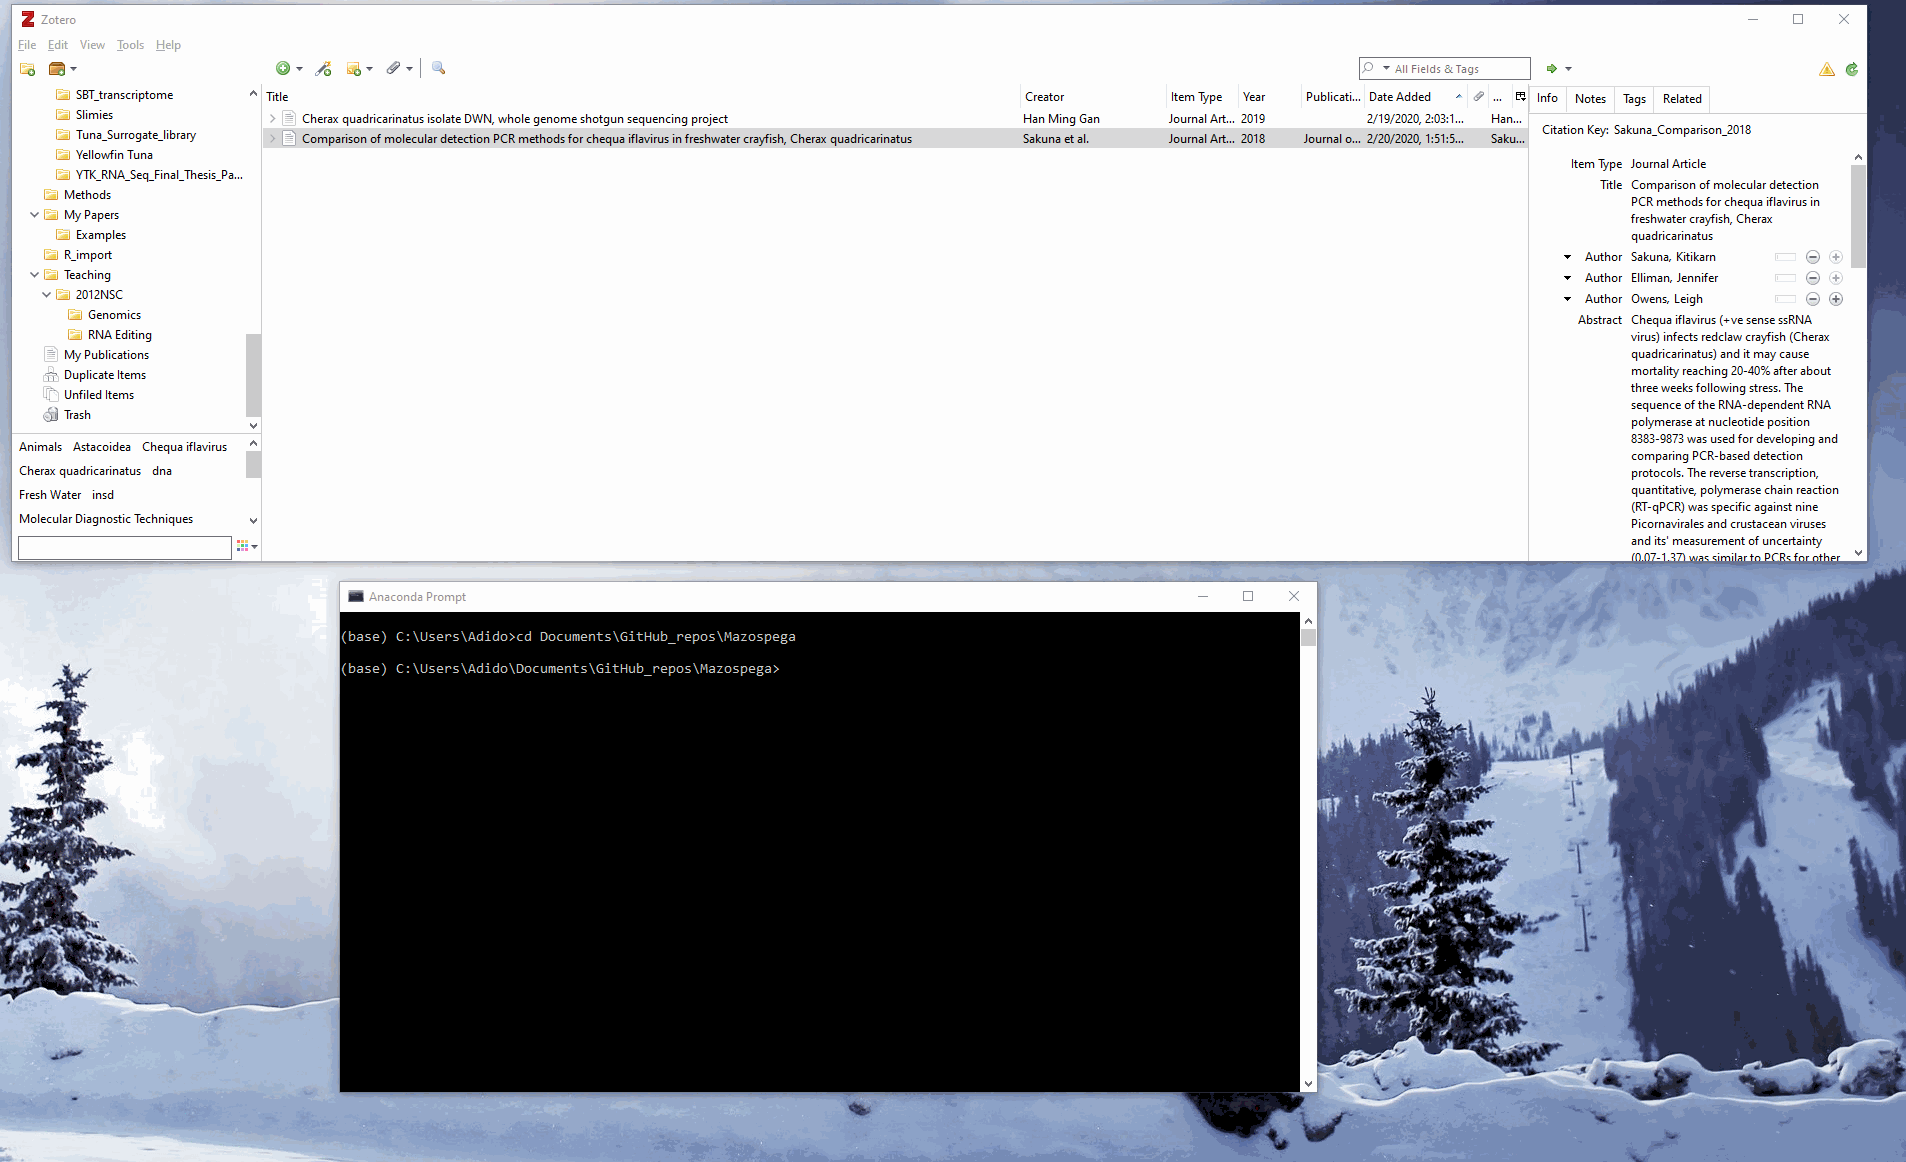 Zotero
File Edit View Tools Help
All Fields & Tags
SBT_transcriptome
Slimies
Tuna_Surrogate_library
Yellowfin Tuna
YTK_RNA_Seq_Final_Thesis_Pa...
Methods
My Papers
Examples
R_import
Teaching
2012NSC
Genomics
RNA Editing
My Publications
Duplicate Items
Unfiled Items
Trash
Animals Astacoidea Chequa iflavirus
Cherax quadricarinatus dna
Fresh Water insd
Molecular Diagnostic Techniques
Title Creator Item Type Year Publicati... Date Added ...
Cherax quadricarinatus isolate DWN, whole genome shotgun sequencing project Han Ming Gan Journal Art... 2019 2/19/2020, 2:03:1... Han...
Comparison of molecular detection PCR methods for chequa iflavirus in freshwater crayfish, Cherax quadricarinatus Sakuna et al. Journal Art... 2018 Journal o... 2/20/2020, 1:51:5... Saku...
Info Notes Tags Related
Citation Key: Sakuna_Comparison_2018
Item Type Journal Article
Title Comparison of molecular detection
PCR methods for chequa iflavirus in
freshwater crayfish, Cherax
quadricarinatus
Author Sakuna, Kitikarn
Author Elliman, Jennifer
Author Owens, Leigh
Abstract Chequa iflavirus (+ve sense ssRNA
virus) infects redclaw crayfish (Cherax
quadricarinatus) and it may cause
mortality reaching 20-40% after about
three weeks following stress. The
sequence of the RNA-dependent RNA
polymerase at nucleotide position
8383-9873 was used for developing and
comparing PCR-based detection
protocols. The reverse transcription,
quantitative, polymerase chain reaction
(RT-qPCR) was specific against nine
Picornavirales and crustacean viruses
and its' measurement of uncertainty
(0.07-1.37) was similar to PCRs for other
Anaconda Prompt
(base) C:\Users\Adido>cd Documents\GitHub_repos\Mazospega
(base) C:\Users\Adido\Documents\GitHub_repos\Mazospega>